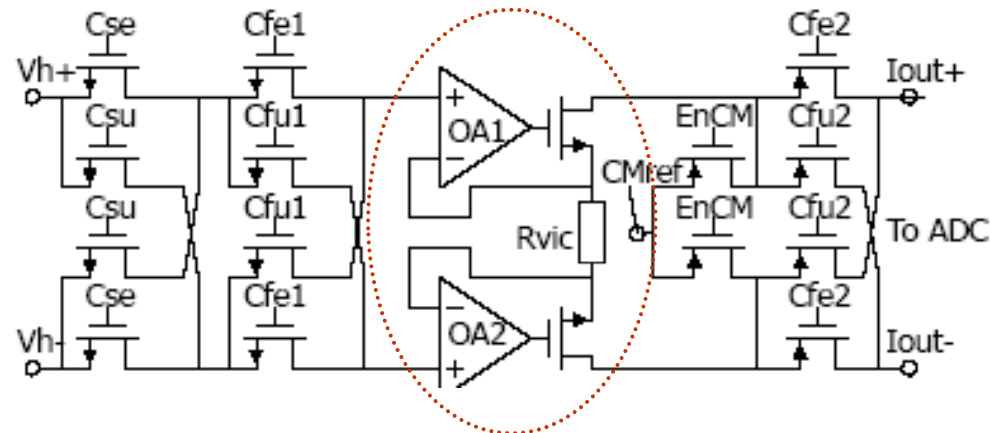 Cse Cfe1 Cfe2
Vh+ Iout+
Csu Cfu1 OA1 EnCM Cfu2
CMref
Csu Cfu1 Rvic EnCM Cfu2 To ADC
Cse Cfe1 OA2 Cfe2
Vh- Iout-